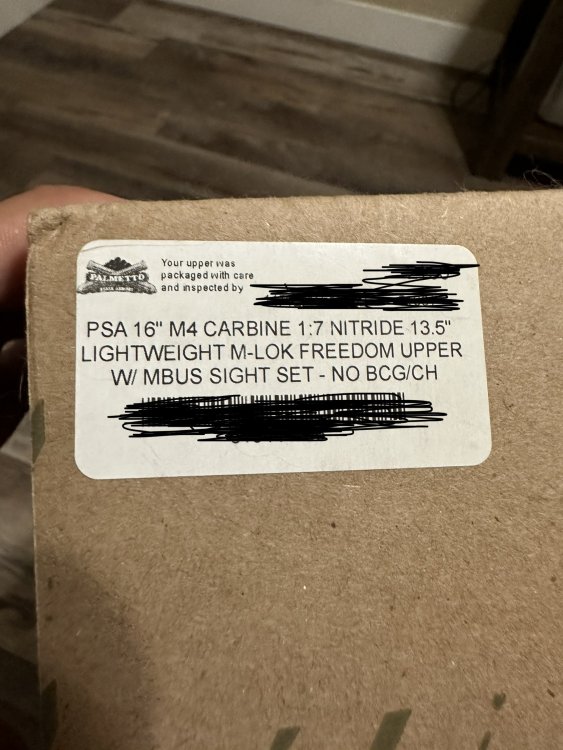 PALMETTO
STATE ARMORY
Your upper was
packaged with care
and inspected by
PSA 16" M4 CARBINE 1:7 NITRIDE 13.5"
LIGHTWEIGHT M-LOK FREEDOM UPPER
W/ MBUS SIGHT SET - NO BCG/CH